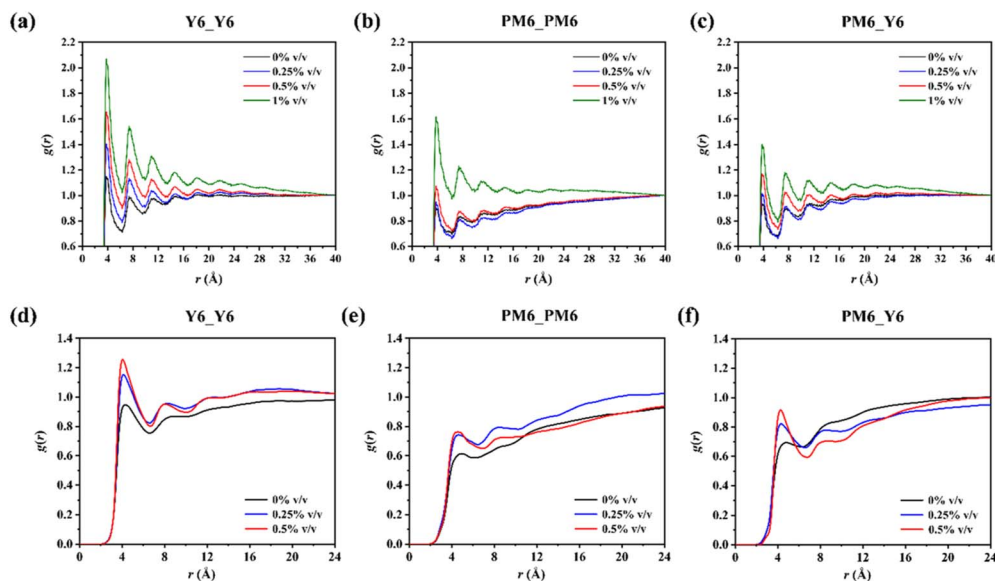 (a) Y6_Y6
2.2
2.0
1.8
1.6
1.4
1.2
1.0
0.8
0.6
g(r)
0% v/v
0.25% v/v
0.5% v/v
1% v/v
0 4 8 12 16 20 24 28 32 36 40
r (Å)
(b) PM6_PM6
2.2
2.0
1.8
1.6
1.4
1.2
1.0
0.8
0.6
g(r)
0% v/v
0.25% v/v
0.5% v/v
1% v/v
0 4 8 12 16 20 24 28 32 36 40
r (Å)
(c) PM6_Y6
2.2
2.0
1.8
1.6
1.4
1.2
1.0
0.8
0.6
g(r)
0% v/v
0.25% v/v
0.5% v/v
1% v/v
0 4 8 12 16 20 24 28 32 36 40
r (Å)
(d) Y6_Y6
1.4
1.2
1.0
0.8
0.6
0.4
0.2
0.0
g(r)
0% v/v
0.25% v/v
0.5% v/v
0 4 8 12 16 20 24
r (Å)
(e) PM6_PM6
1.4
1.2
1.0
0.8
0.6
0.4
0.2
0.0
g(r)
0% v/v
0.25% v/v
0.5% v/v
0 4 8 12 16 20 24
r (Å)
(f) PM6_Y6
1.4
1.2
1.0
0.8
0.6
0.4
0.2
0.0
g(r)
0% v/v
0.25% v/v
0.5% v/v
0 4 8 12 16 20 24
r (Å)